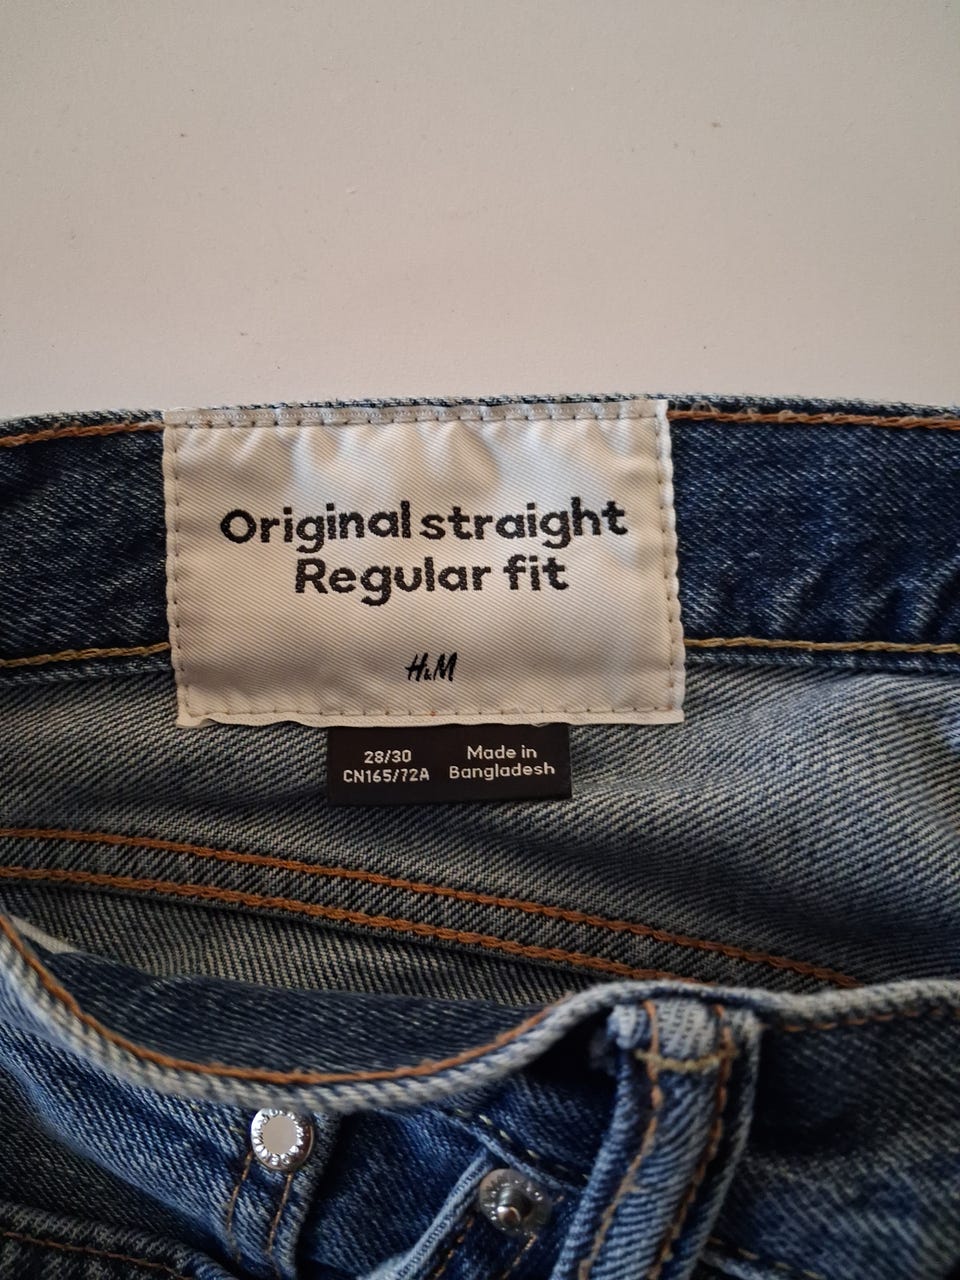 Original straight
Regular fit
H&M
28/30
CN165/72A
Made in
Bangladesh